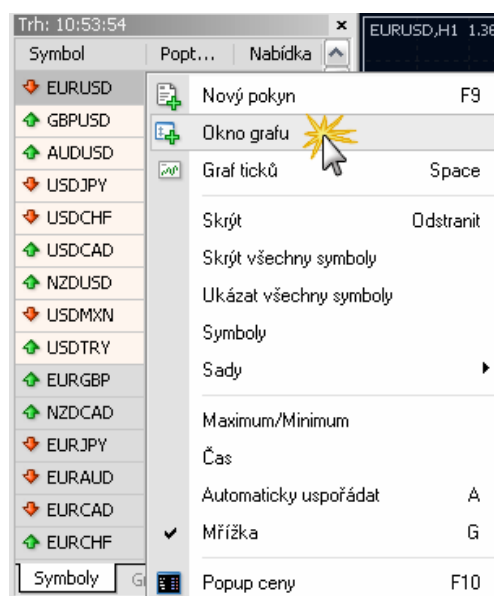 Trh: 10:53:54
EURUSD,H1 1.38
Symbol Popt... Nabídka
EURUSD
GBPUSD
AUDUSD
USDJPY
USDCHF
USDCAD
NZDUSD
USDMXN
USDTRY
EURGBP
NZDCAD
EURJPY
EURAUD
EURCAD
EURCHF
Symboly
Nový pokyn F9
Okno grafu
Graf ticků Space
Skrýt Odstranit
Skrýt všechny symboly
Ukázat všechny symboly
Symboly
Sady
Maximum/Minimum
Čas
Automaticky uspořádat A
Mřížka G
Popup ceny F10